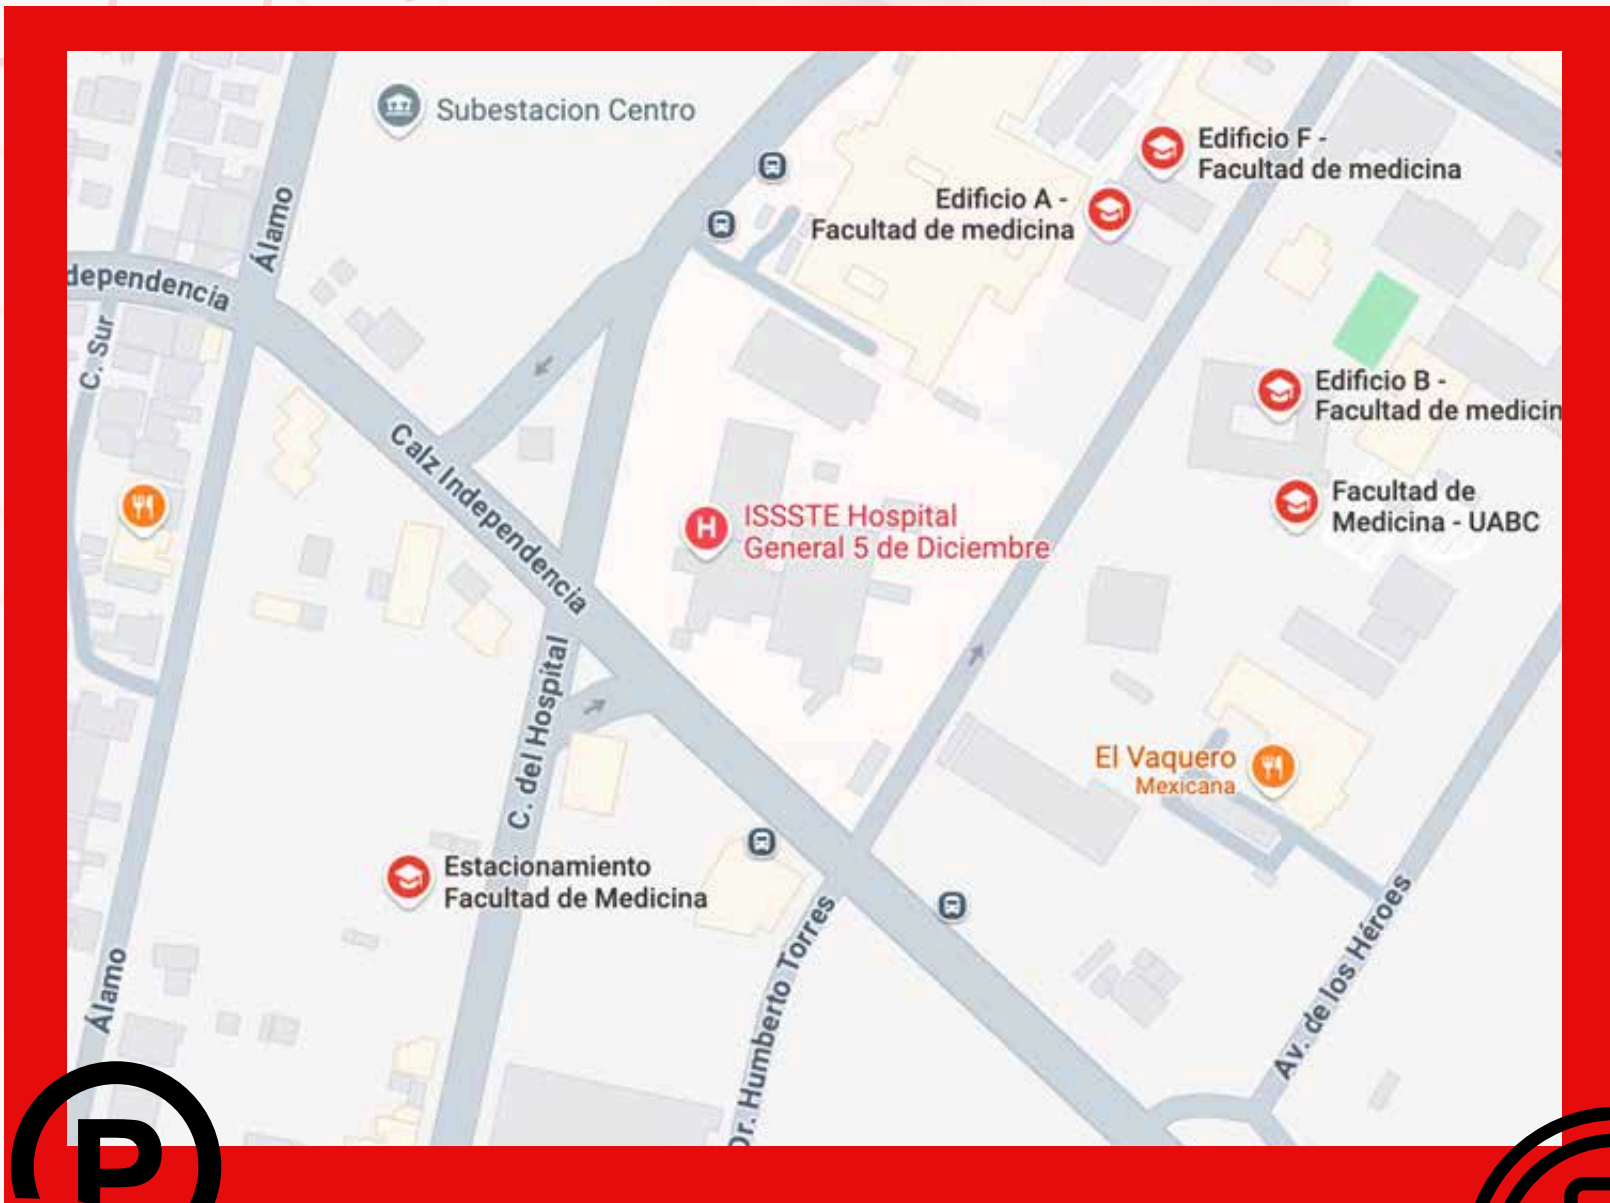 Subestacion Centro
Edificio F -
Facultad de medicina
Edificio A -
Facultad de medicina
Álamo
dependencia
C. Sur
Edificio B -
Facultad de medicin
Calz Independencia
Facultad de
Medicina - UABC
H
ISSSTE Hospital
General 5 de Diciembre
C. del Hospital
El Vaquero
Mexicana
Estacionamiento
Facultad de Medicina
Dr. Humberto Torres
Av. de los Héroes
Álamo
P